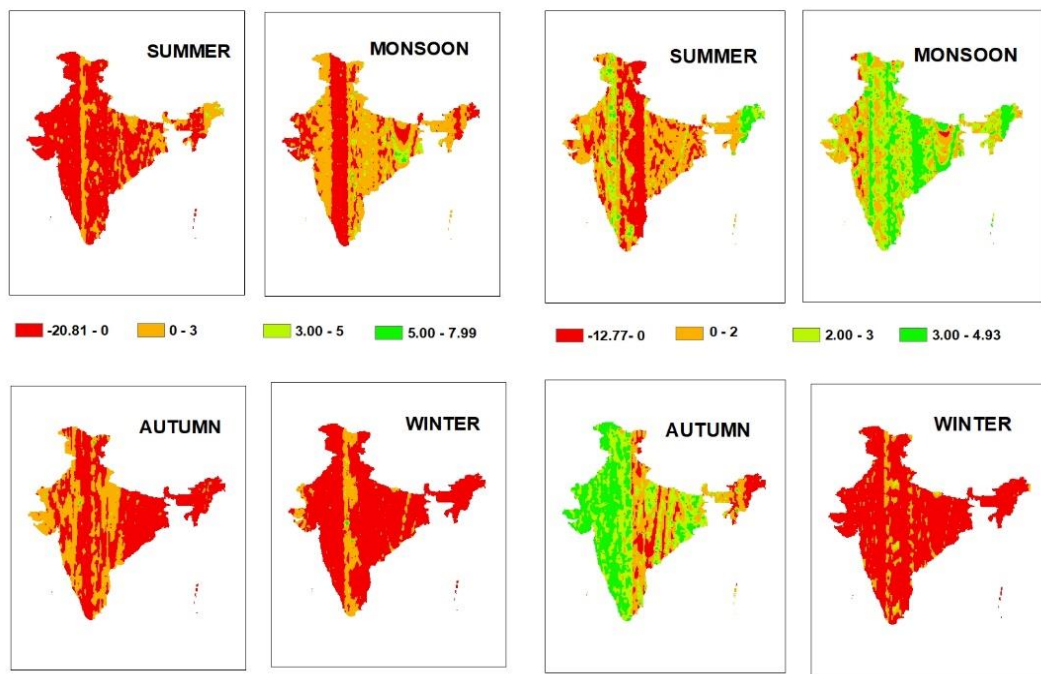 SUMMER
MONSOON
SUMMER
MONSOON
-20.81 - 0
0 - 3
3.00 - 5
5.00 - 7.99
-12.77- 0
0 - 2
2.00 - 3
3.00 - 4.93
AUTUMN
WINTER
AUTUMN
WINTER